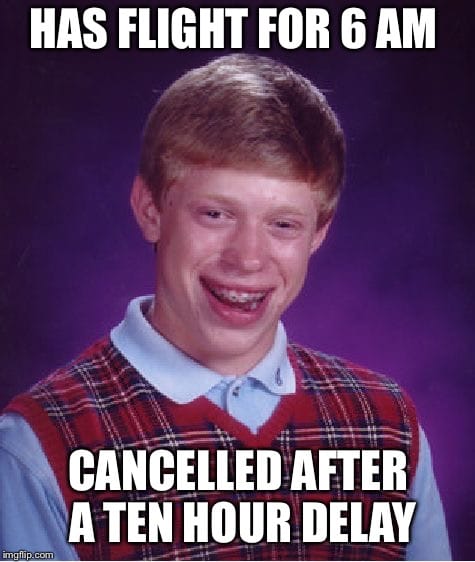 HAS FLIGHT FOR 6 AM
CANCELLED AFTER
A TEN HOUR DELAY
imgflip.com